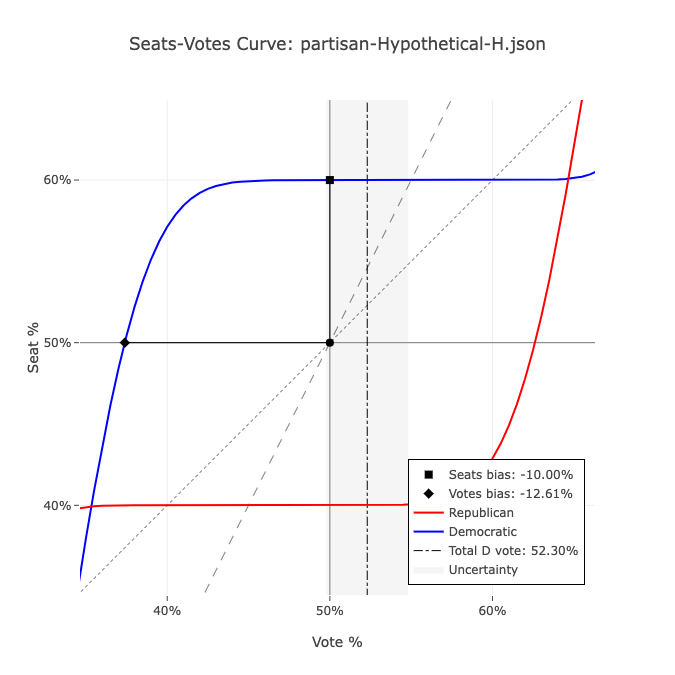 Seats-Votes Curve: partisan-Hypothetical-H.json
60%
50%
40%
Seat %
40%
50%
60%
Vote %
Seats bias: -10.00%
Votes bias: -12.61%
Republican
Democratic
Total D vote: 52.30%
Uncertainty